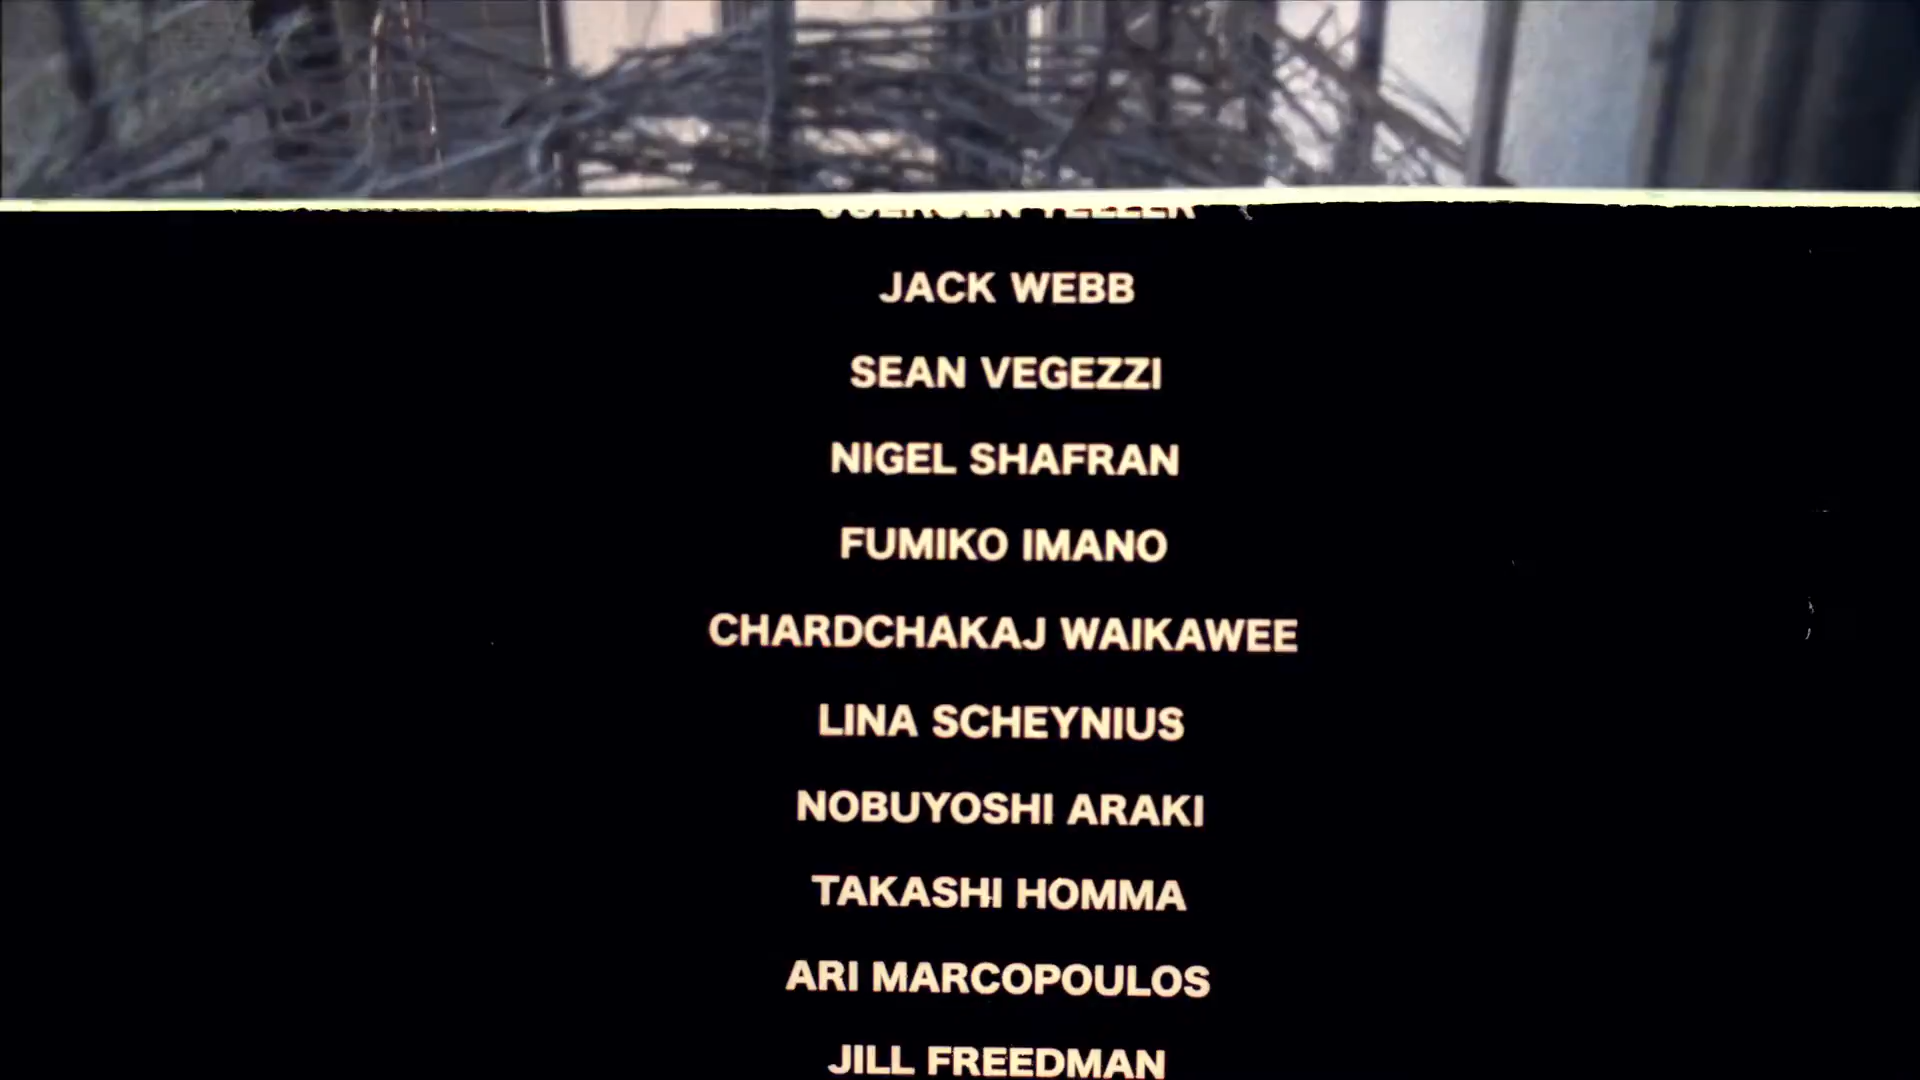 JACK WEBB
SEAN VEGEZZI
NIGEL SHAFRAN
FUMIKO IMANO
CHARDCHAKAJ WAIKAWEE
LINA SCHEYNIUS
NOBUYOSHI ARAKI
TAKASHI HOMMA
ARI MARCOPOULOS
JILL FREEDMAN